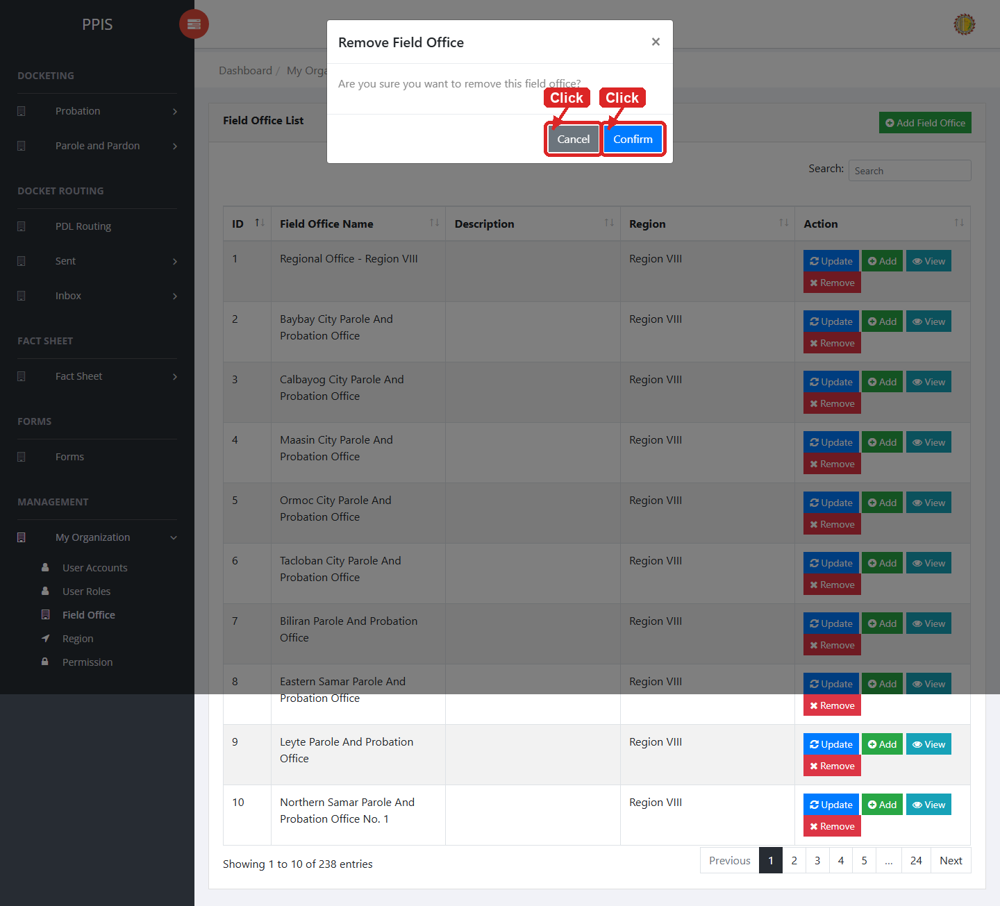 PPIS
DOCKETING
Probation
Parole and Pardon
DOCKET ROUTING
PDL Routing
Sent
Inbox
FACT SHEET
Fact Sheet
FORMS
Forms
MANAGEMENT
My Organization
User Accounts
User Roles
Field Office
Region
Permission
Dashboard / My Orga
Remove Field Office ×
Are you sure you want to remove this field office?
Click Click
Cancel Confirm
Field Office List
Add Field Office
Search: Search
ID Field Office Name Description Region Action
1 Regional Office - Region VIII Region VIII Update Add View
Remove
2 Baybay City Parole And Region VIII Update Add View
Probation Office Remove
3 Calbayog City Parole And Region VIII Update Add View
Probation Office Remove
4 Maasin City Parole And Region VIII Update Add View
Probation Office Remove
5 Ormoc City Parole And Region VIII Update Add View
Probation Office Remove
6 Tacloban City Parole And Region VIII Update Add View
Probation Office Remove
7 Biliran Parole And Probation Region VIII Update Add View
Office Remove
8 Eastern Samar Parole And Region VIII Update Add View
Probation Office Remove
9 Leyte Parole And Probation Region VIII Update Add View
Office Remove
10 Northern Samar Parole And Region VIII Update Add View
Probation Office No. 1 Remove
Showing 1 to 10 of 238 entries
Previous 1 2 3 4 5 ... 24 Next